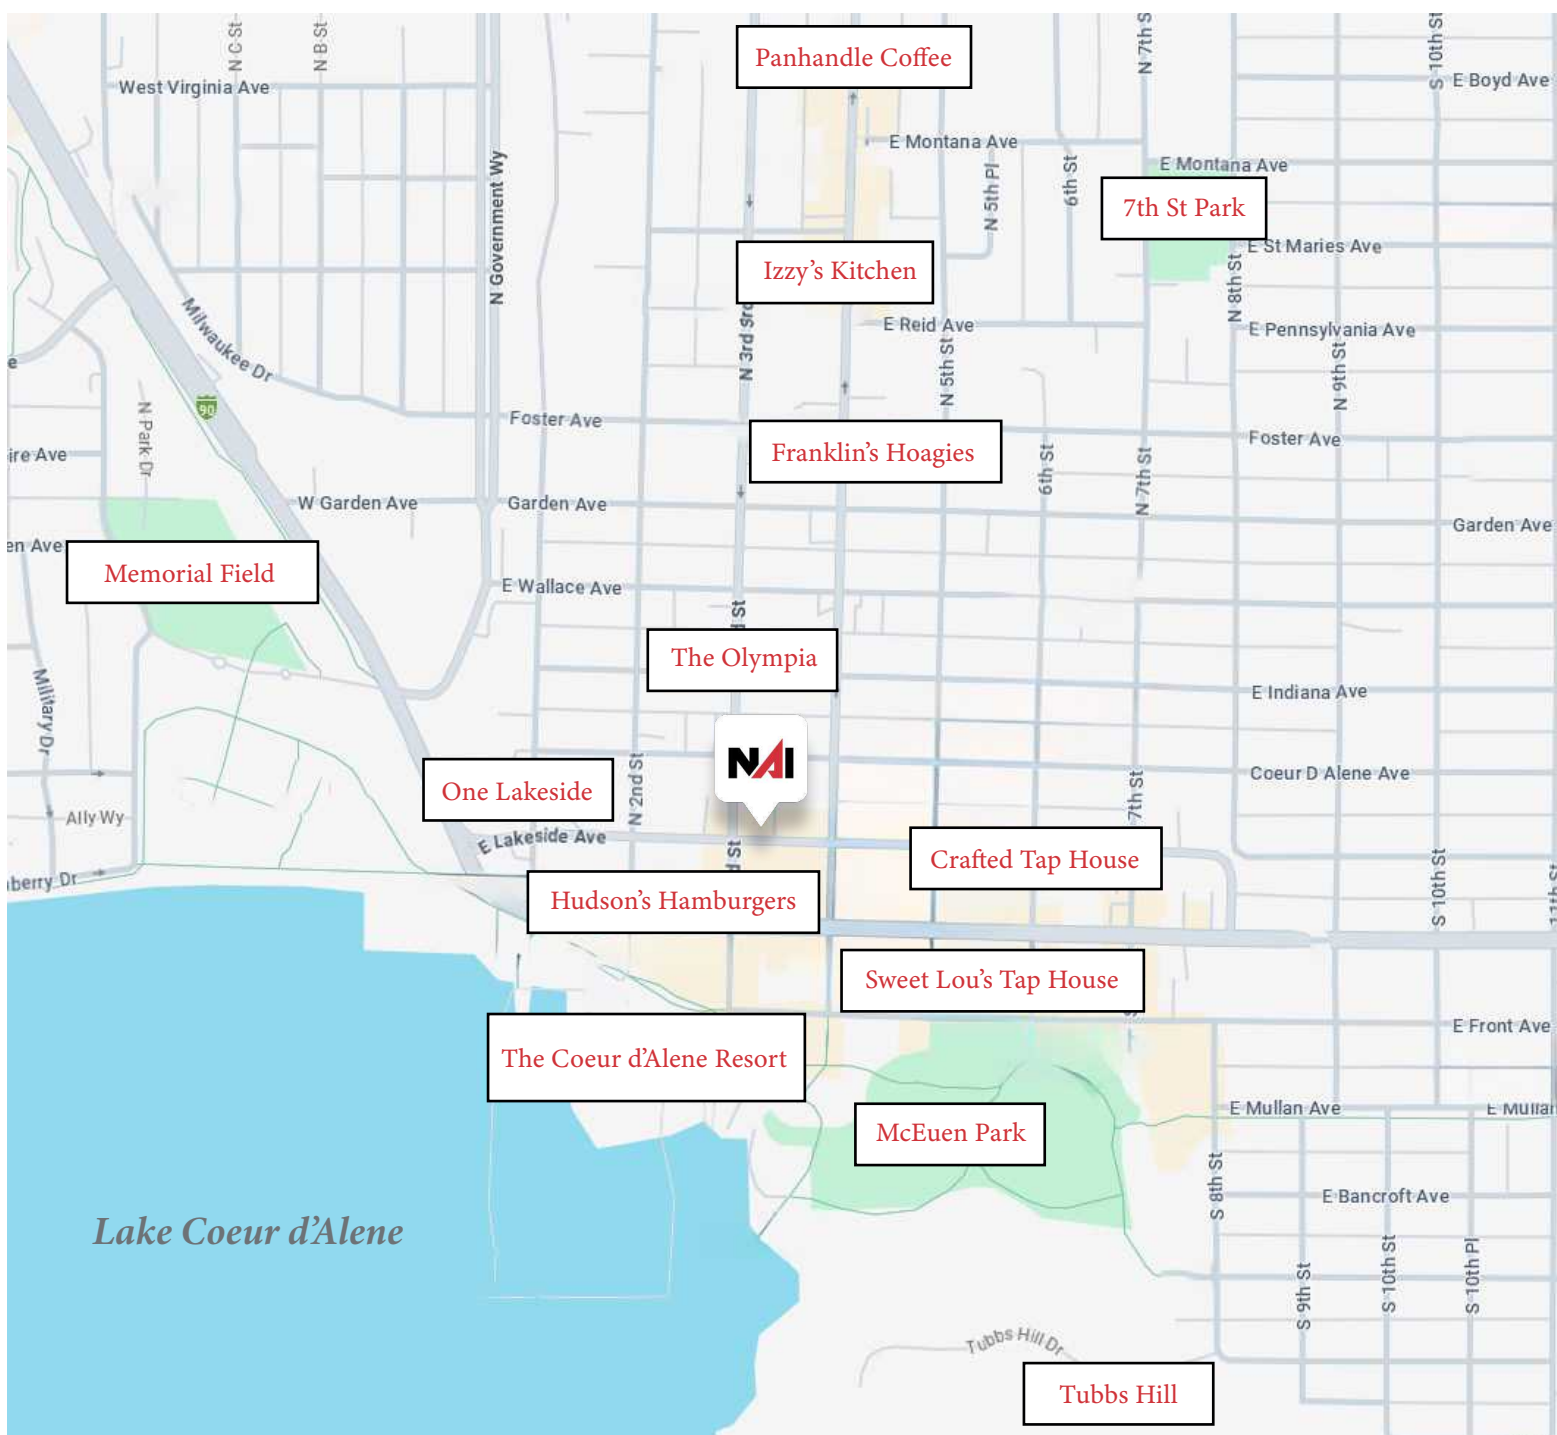 N C St
N B St
Panhandle Coffee
N 7th S
S 10th St
West Virginia Ave
E Boyd Ave
E Montana Ave
N 5th Pl
6th St
E Montana Ave
7th St Park
N Government Wy
E St Maries Ave
Izzy's Kitchen
N 8th St
Milwaukee Dr
N 3rd Srd
E Reid Ave
N 5th St
E Pennsylvania Ave
N 9th St
e
90
N Park Dr
Foster Ave
Foster Ave
Franklin's Hoagies
ire Ave
6th St
N 7th St
W Garden Ave
Garden Ave
Garden Ave
en Ave
Memorial Field
E Wallace Ave
d St
The Olympia
Military Dr
E Indiana Ave
NAI
One Lakeside
N 2nd St
7th St
Coeur D Alene Ave
Ally Wy
E Lakeside Ave
d St
Crafted Tap House
nberry Dr
Hudson's Hamburgers
S 10th St
11th St
Sweet Lou's Tap House
S
E Front Ave
The Coeur d'Alene Resort
McEuen Park
E Mullan Ave
E Mullan
S 8th St
E Bancroft Ave
Lake Coeur d'Alene
S 9th St
S 10th St
S 10th Pl
Tubbs Hill Dr
Tubbs Hill